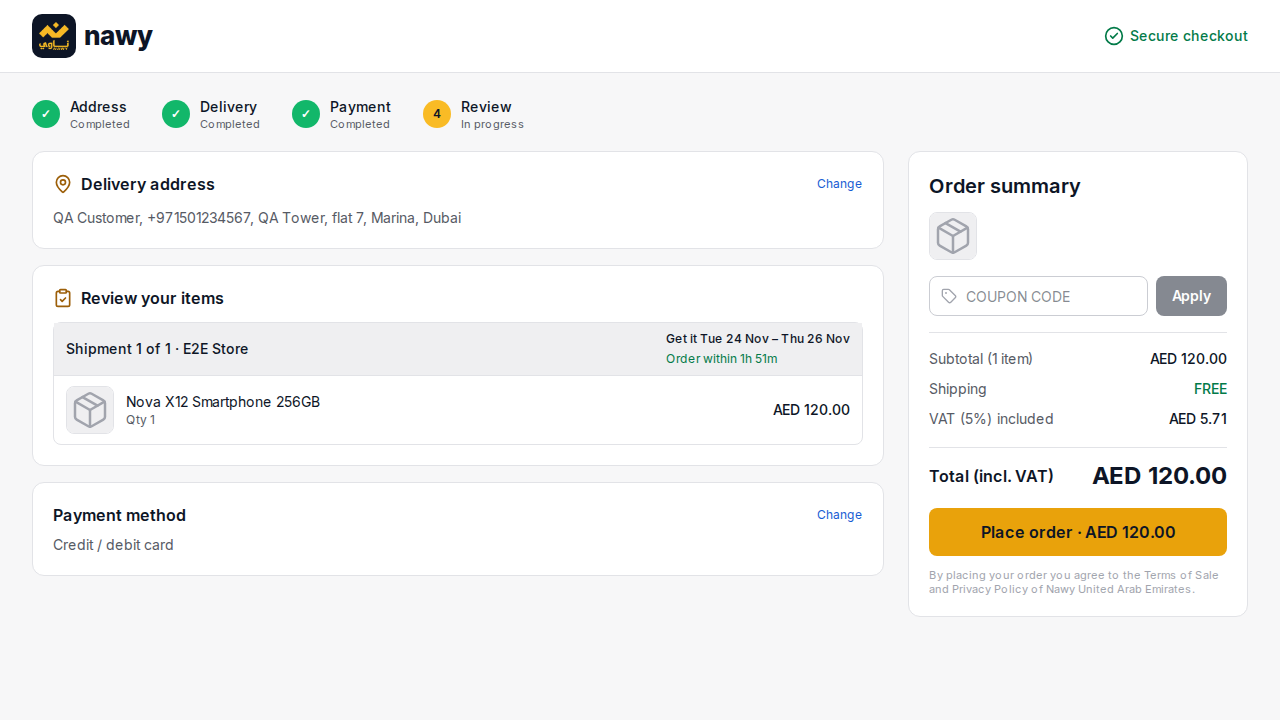 نـــاوي
NAWY
nawy
Secure checkout
✓ Address
Completed
✓ Delivery
Completed
✓ Payment
Completed
4 Review
In progress
Delivery address
Change
QA Customer, +971501234567, QA Tower, flat 7, Marina, Dubai
Review your items
Shipment 1 of 1 · E2E Store
Get it Tue 24 Nov – Thu 26 Nov
Order within 1h 51m
Nova X12 Smartphone 256GB
Qty 1
AED 120.00
Payment method
Change
Credit / debit card
Order summary
COUPON CODE
Apply
Subtotal (1 item) AED 120.00
Shipping FREE
VAT (5%) included AED 5.71
Total (incl. VAT) AED 120.00
Place order · AED 120.00
By placing your order you agree to the Terms of Sale
and Privacy Policy of Nawy United Arab Emirates.